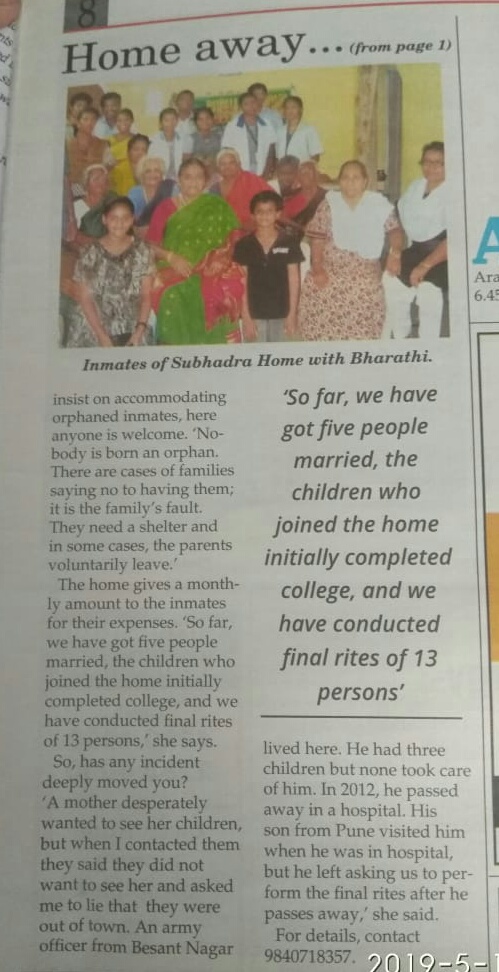 8
Home away... (from page 1)
Inmates of Subhadra Home with Bharathi.
insist on accommodating
orphaned inmates, here
anyone is welcome. 'No-
body is born an orphan.
There are cases of families
saying no to having them;
it is the family's fault.
They need a shelter and
in some cases, the parents
voluntarily leave.'
The home gives a month-
ly amount to the inmates
for their expenses. 'So far,
we have got five people
married, the children who
joined the home initially
completed college, and we
have conducted final rites
of 13 persons,' she says.
So, has any incident
deeply moved you?
'A mother desperately
wanted to see her children,
but when I contacted them
they said they did not
want to see her and asked
me to lie that they were
out of town. An army
officer from Besant Nagar
'So far, we have
got five people
married, the
children who
joined the home
initially completed
college, and we
have conducted
final rites of 13
persons'
lived here. He had three
children but none took care
of him. In 2012, he passed
away in a hospital. His
son from Pune visited him
when he was in hospital,
but he left asking us to per-
form the final rites after he
passes away,' she said.
For details, contact
9840718357.
A
Ara
6.45
2019-5-1